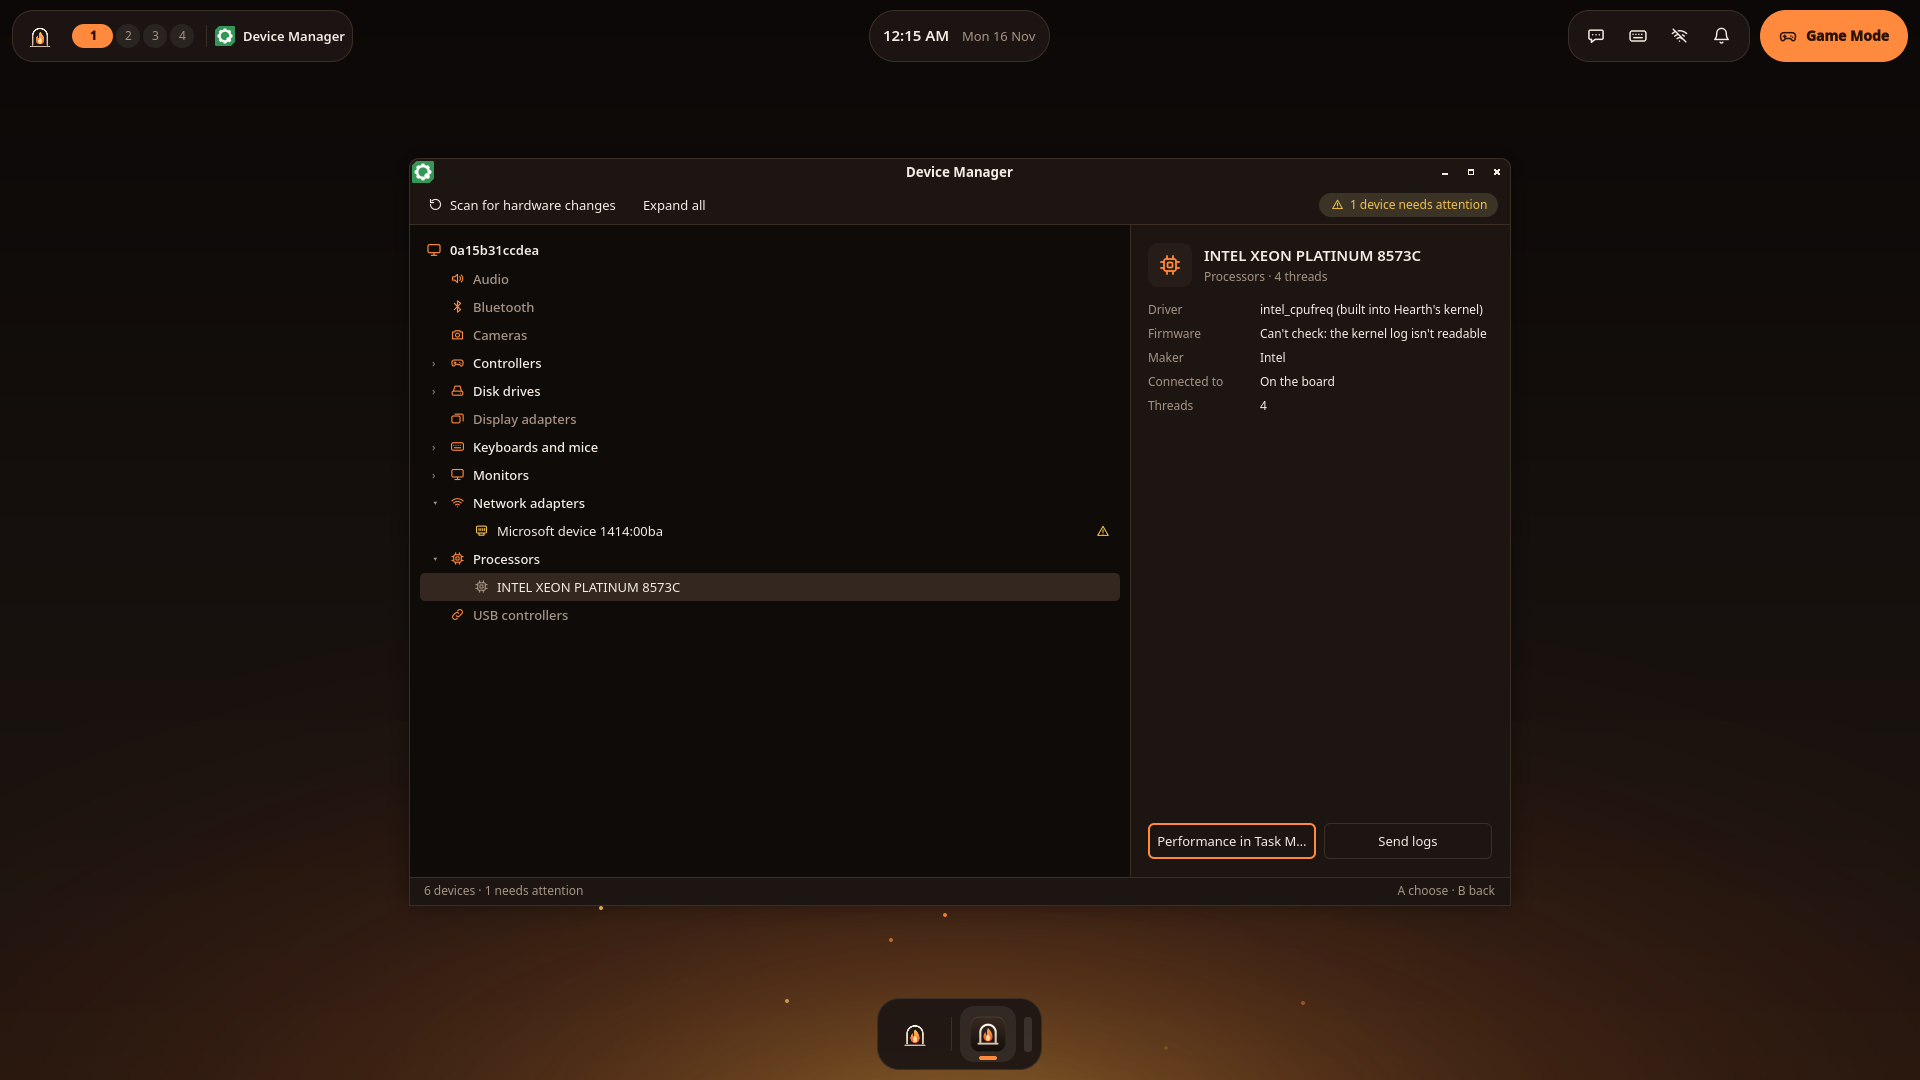 1 2 3 4 Device Manager
12:15 AM Mon 16 Nov
Game Mode
Device Manager
Scan for hardware changes Expand all
1 device needs attention
0a15b31ccdea
Audio
Bluetooth
Cameras
Controllers
Disk drives
Display adapters
Keyboards and mice
Monitors
Network adapters
Microsoft device 1414:00ba
Processors
INTEL XEON PLATINUM 8573C
USB controllers
INTEL XEON PLATINUM 8573C
Processors · 4 threads
Driver intel_cpufreq (built into Hearth's kernel)
Firmware Can't check: the kernel log isn't readable
Maker Intel
Connected to On the board
Threads 4
Performance in Task M... Send logs
6 devices · 1 needs attention
A choose · B back